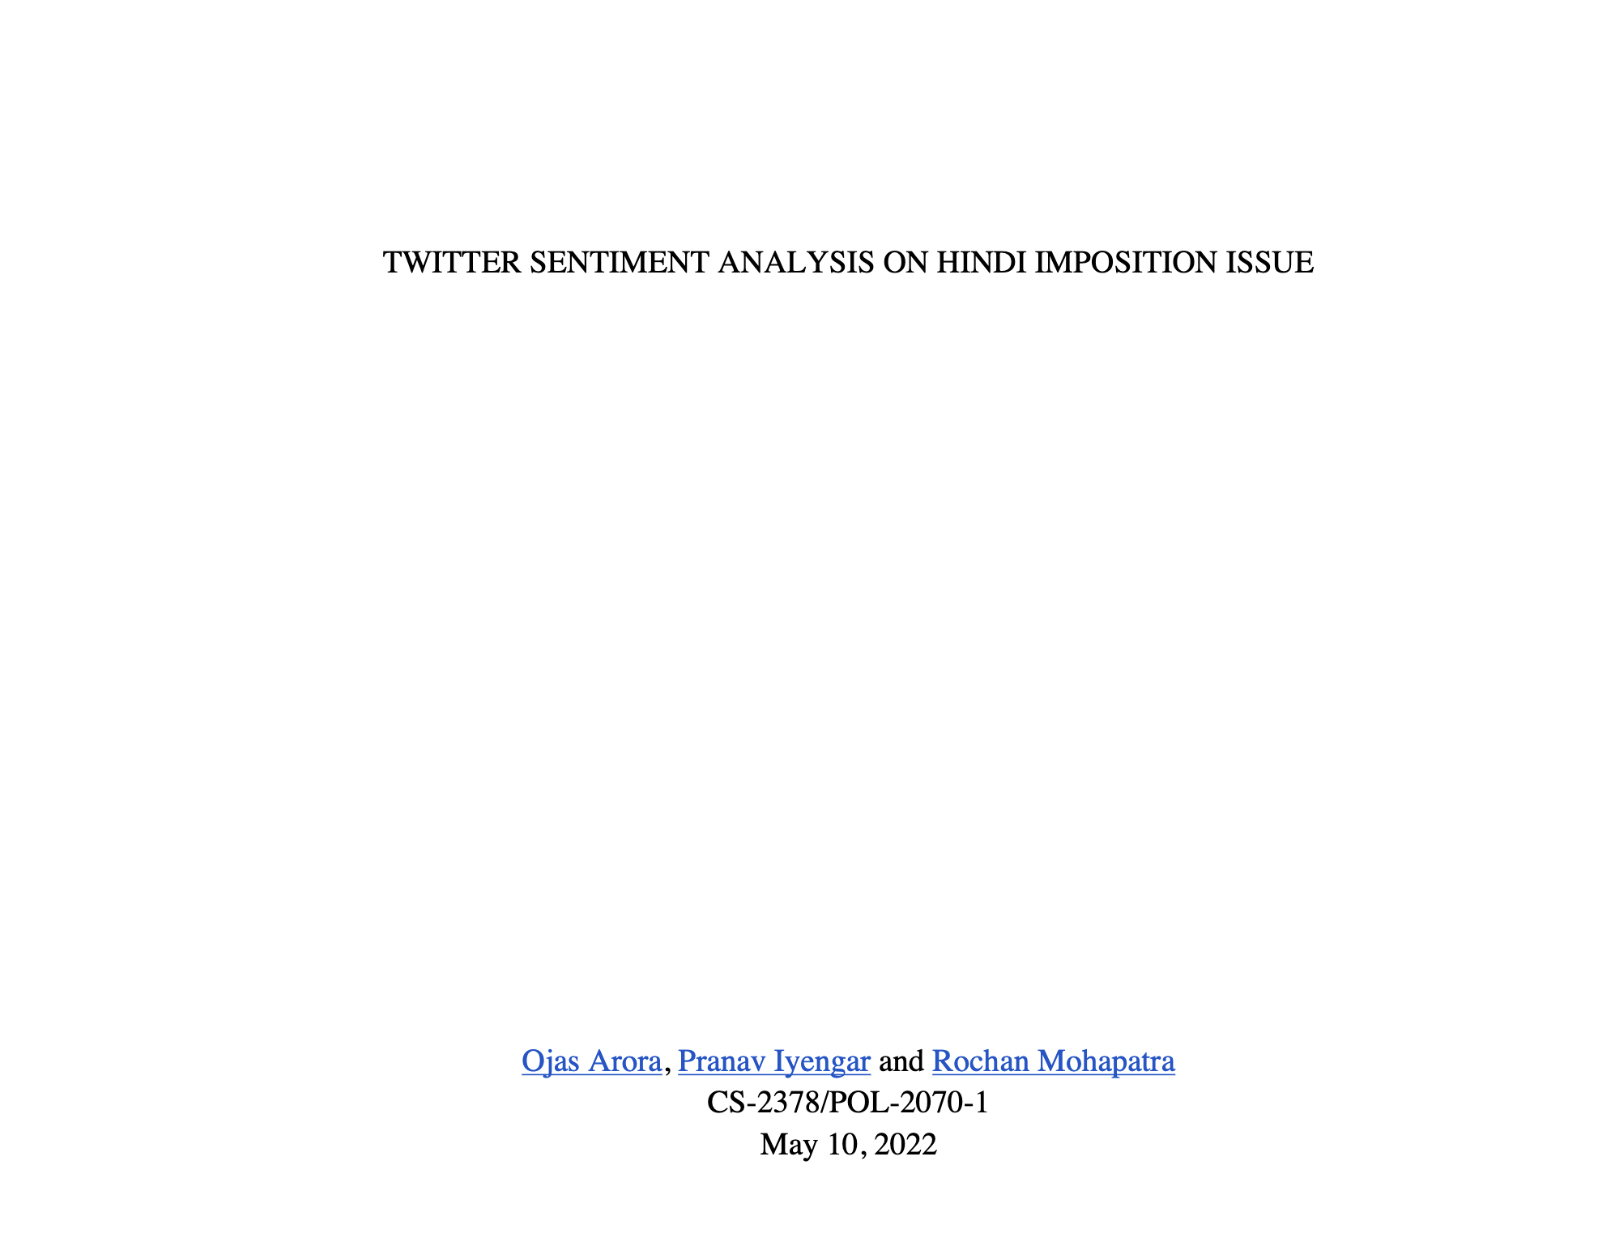 TWITTER SENTIMENT ANALYSIS ON HINDI IMPOSITION ISSUE
Ojas Arora, Pranav Iyengar and Rochan Mohapatra
CS-2378/POL-2070-1
May 10, 2022